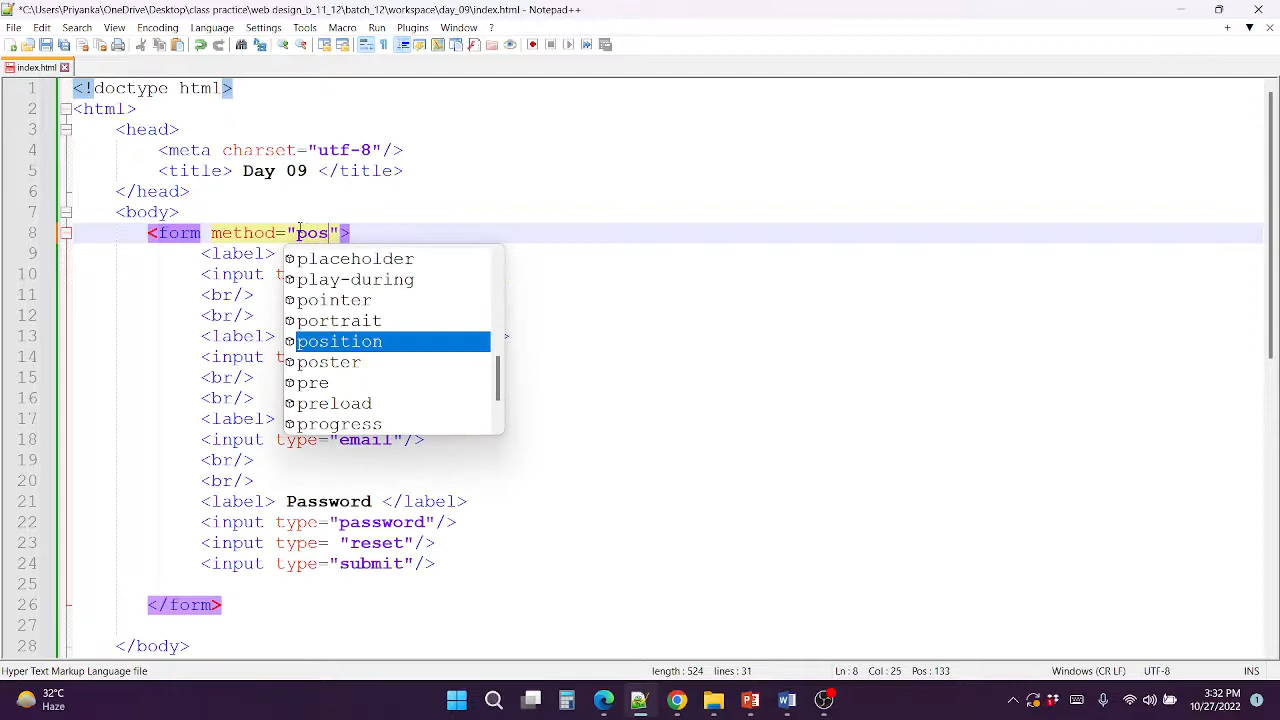 *C:\Users\Priyanka\OneDrive\Desktop\class practice\web design_b_11_12\batch_12\workspace\day_09\index.html - Notepad++
File Edit Search View Encoding Language Settings Tools Macro Run Plugins Window ?
index.html
1 <!doctype html>
2 <html>
3 <head>
4 <meta charset="utf-8"/>
5 <title> Day 09 </title>
6 </head>
7 <body>
8 <form method="pos">
9 <label>
placeholder
10 <input t
play-during
11 <br/>
pointer
12 <br/>
portrait
13 <label> >
position
14 <input t
poster
15 <br/>
pre
16 <br/>
preload
17 <label>
progress
18 <input type="email"/>
19 <br/>
20 <br/>
21 <label> Password </label>
22 <input type="password"/>
23 <input type= "reset"/>
24 <input type="submit"/>
25
26 </form>
27
28 </body>
Hyper Text Markup Language file length : 524 lines : 31 Ln : 8 Col : 25 Pos : 133 Windows (CR LF) UTF-8 INS
32°C
Haze
3:32 PM
10/27/2022